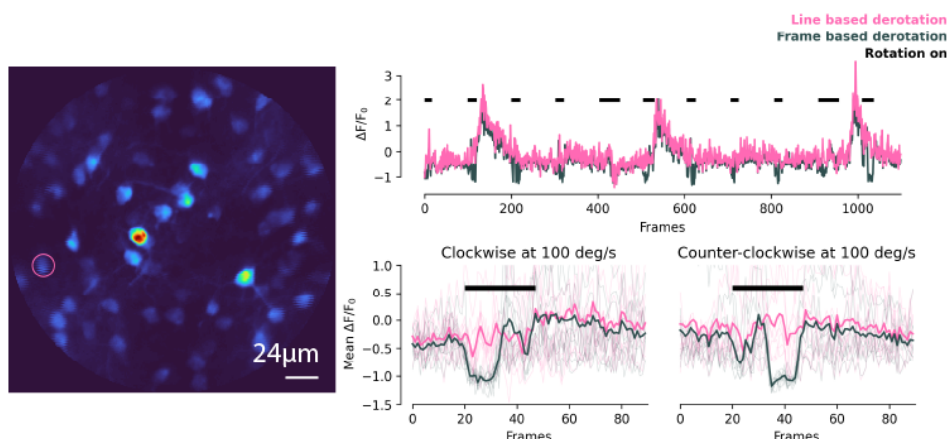 Line based derotation
Frame based derotation
Rotation on
24μm
ΔF/F₀
3
2
1
0
−1
0
200
400
600
800
1000
Frames
Clockwise at 100 deg/s
Mean ΔF/F₀
1.0
0.5
0.0
−0.5
−1.0
−1.5
0
20
40
60
80
Frames
Counter-clockwise at 100 deg/s
0
20
40
60
80
Frames